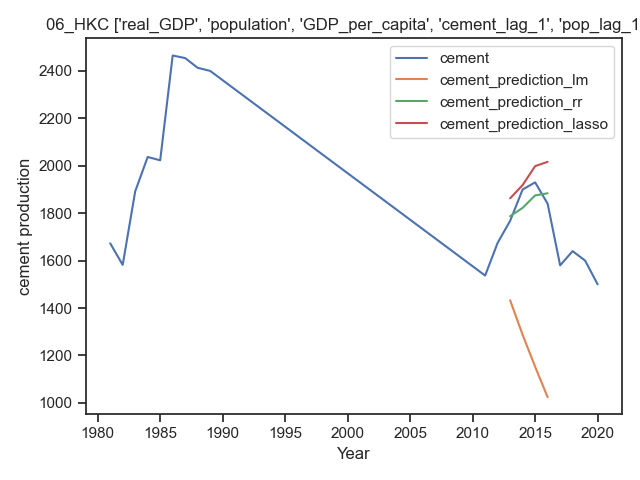 06_HKC ['real_GDP', 'population', 'GDP_per_capita', 'cement_lag_1', 'pop_lag_1
cement
cement_prediction_lm
cement_prediction_rr
cement_prediction_lasso
cement production
2400
2200
2000
1800
1600
1400
1200
1000
1980 1985 1990 1995 2000 2005 2010 2015 2020
Year